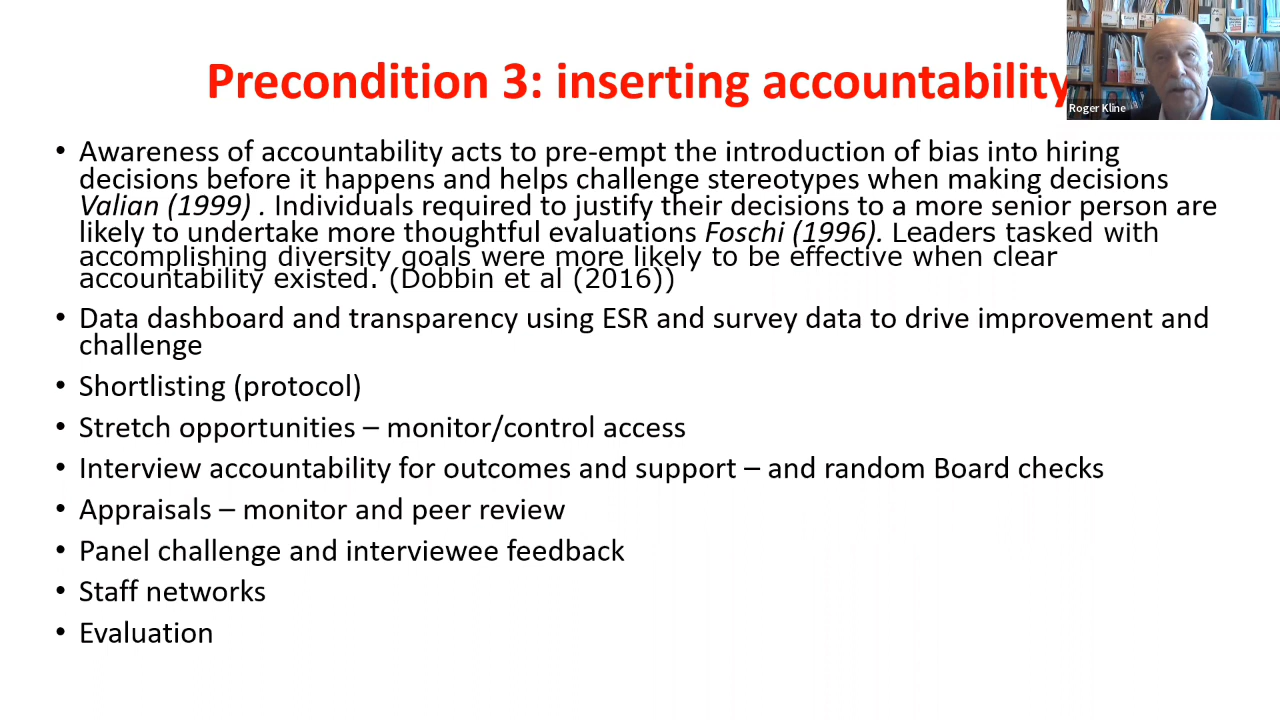 Precondition 3: inserting accountability
Roger Kline
• Awareness of accountability acts to pre-empt the introduction of bias into hiring
decisions before it happens and helps challenge stereotypes when making decisions
Valian (1999) . Individuals required to justify their decisions to a more senior person are
likely to undertake more thoughtful evaluations Foschi (1996). Leaders tasked with
accomplishing diversity goals were more likely to be effective when clear
accountability existed. (Dobbin et al (2016))
• Data dashboard and transparency using ESR and survey data to drive improvement and
challenge
• Shortlisting (protocol)
• Stretch opportunities – monitor/control access
• Interview accountability for outcomes and support – and random Board checks
• Appraisals – monitor and peer review
• Panel challenge and interviewee feedback
• Staff networks
• Evaluation